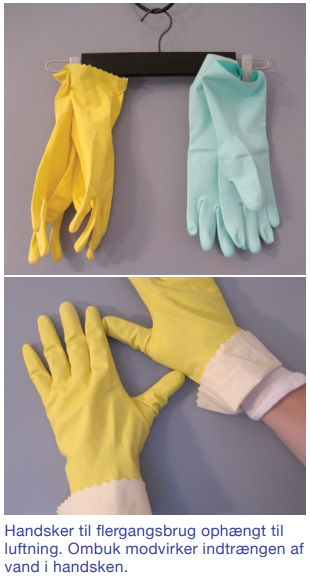 Handsker til flergangsbrug ophængt til
luftning. Ombuk modvirker indtrængen af
vand i handsken.